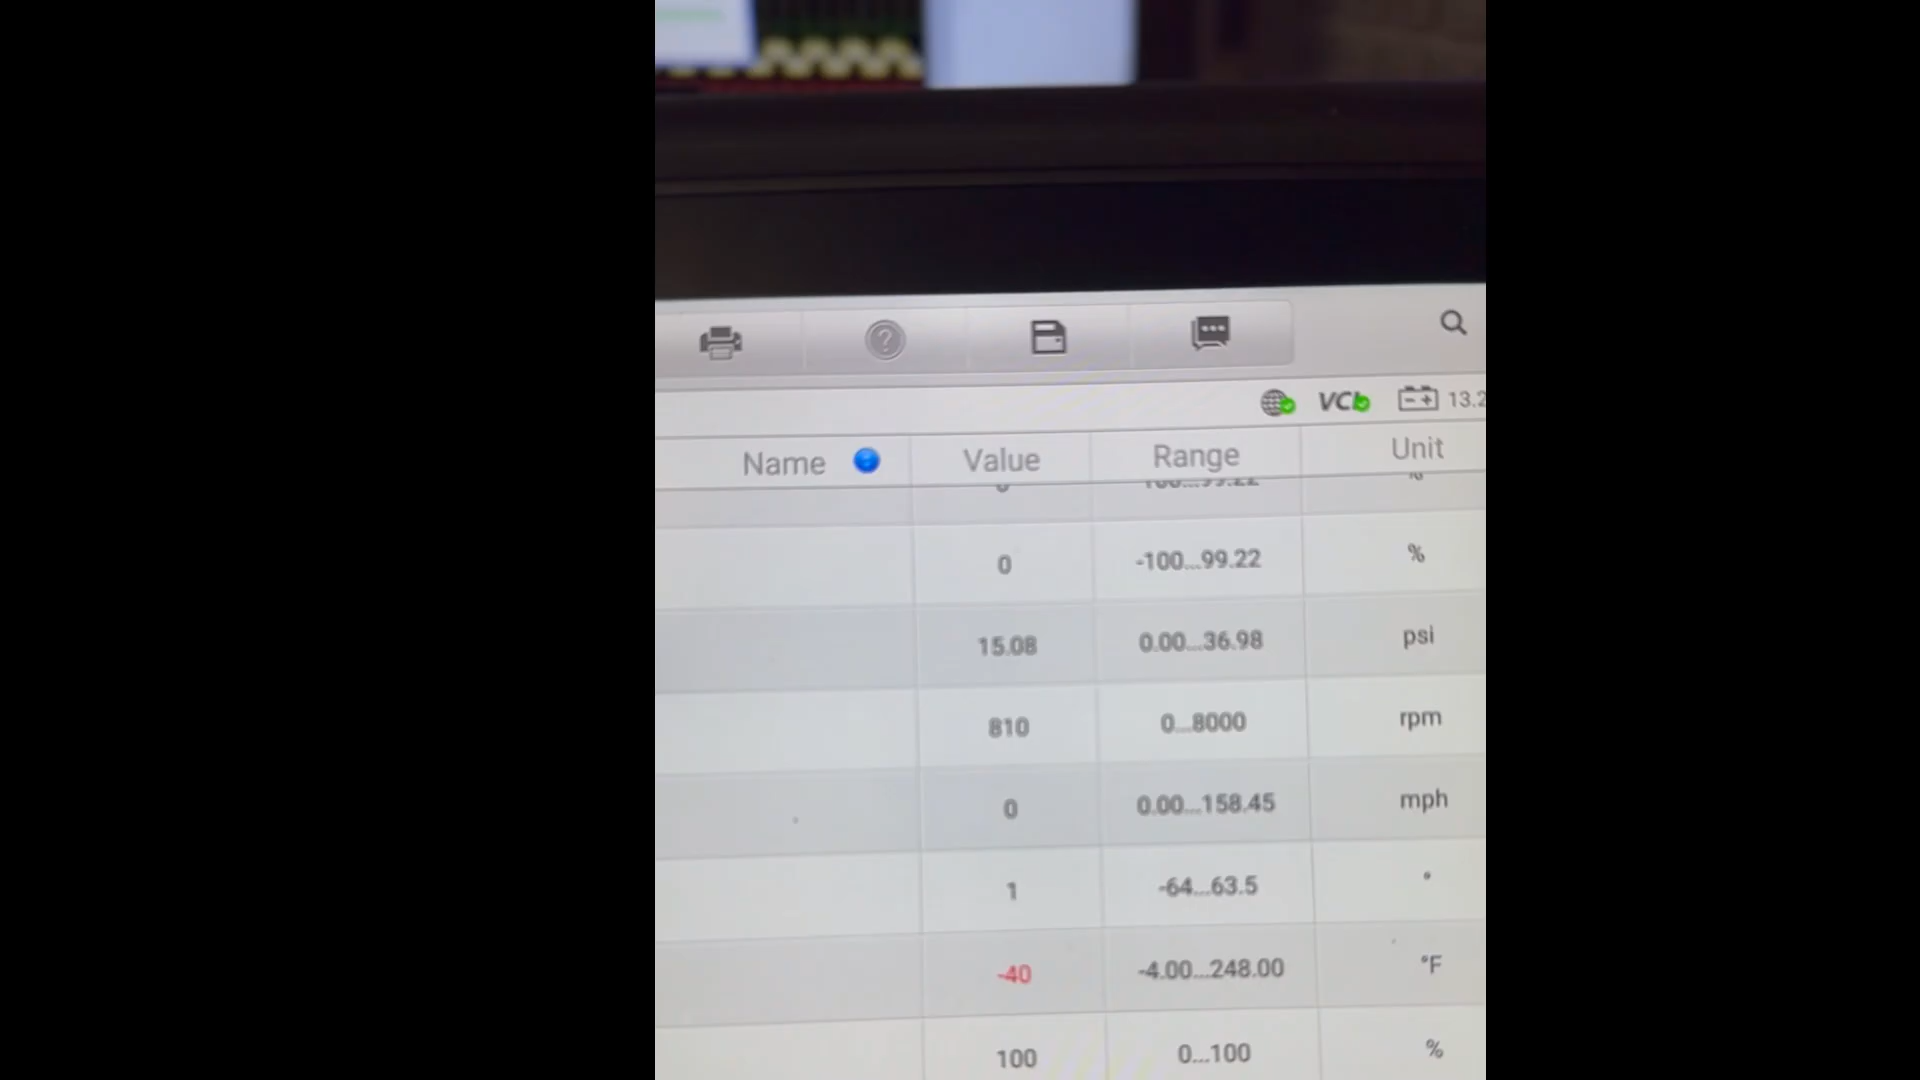 VCI 13.2
Name Value Range Unit
0 -100...99.22 %
15.08 0.00...36.98 psi
810 0...8000 rpm
0 0.00...158.45 mph
1 -64...63.5 °
-40 -4.00...248.00 °F
100 0...100 %